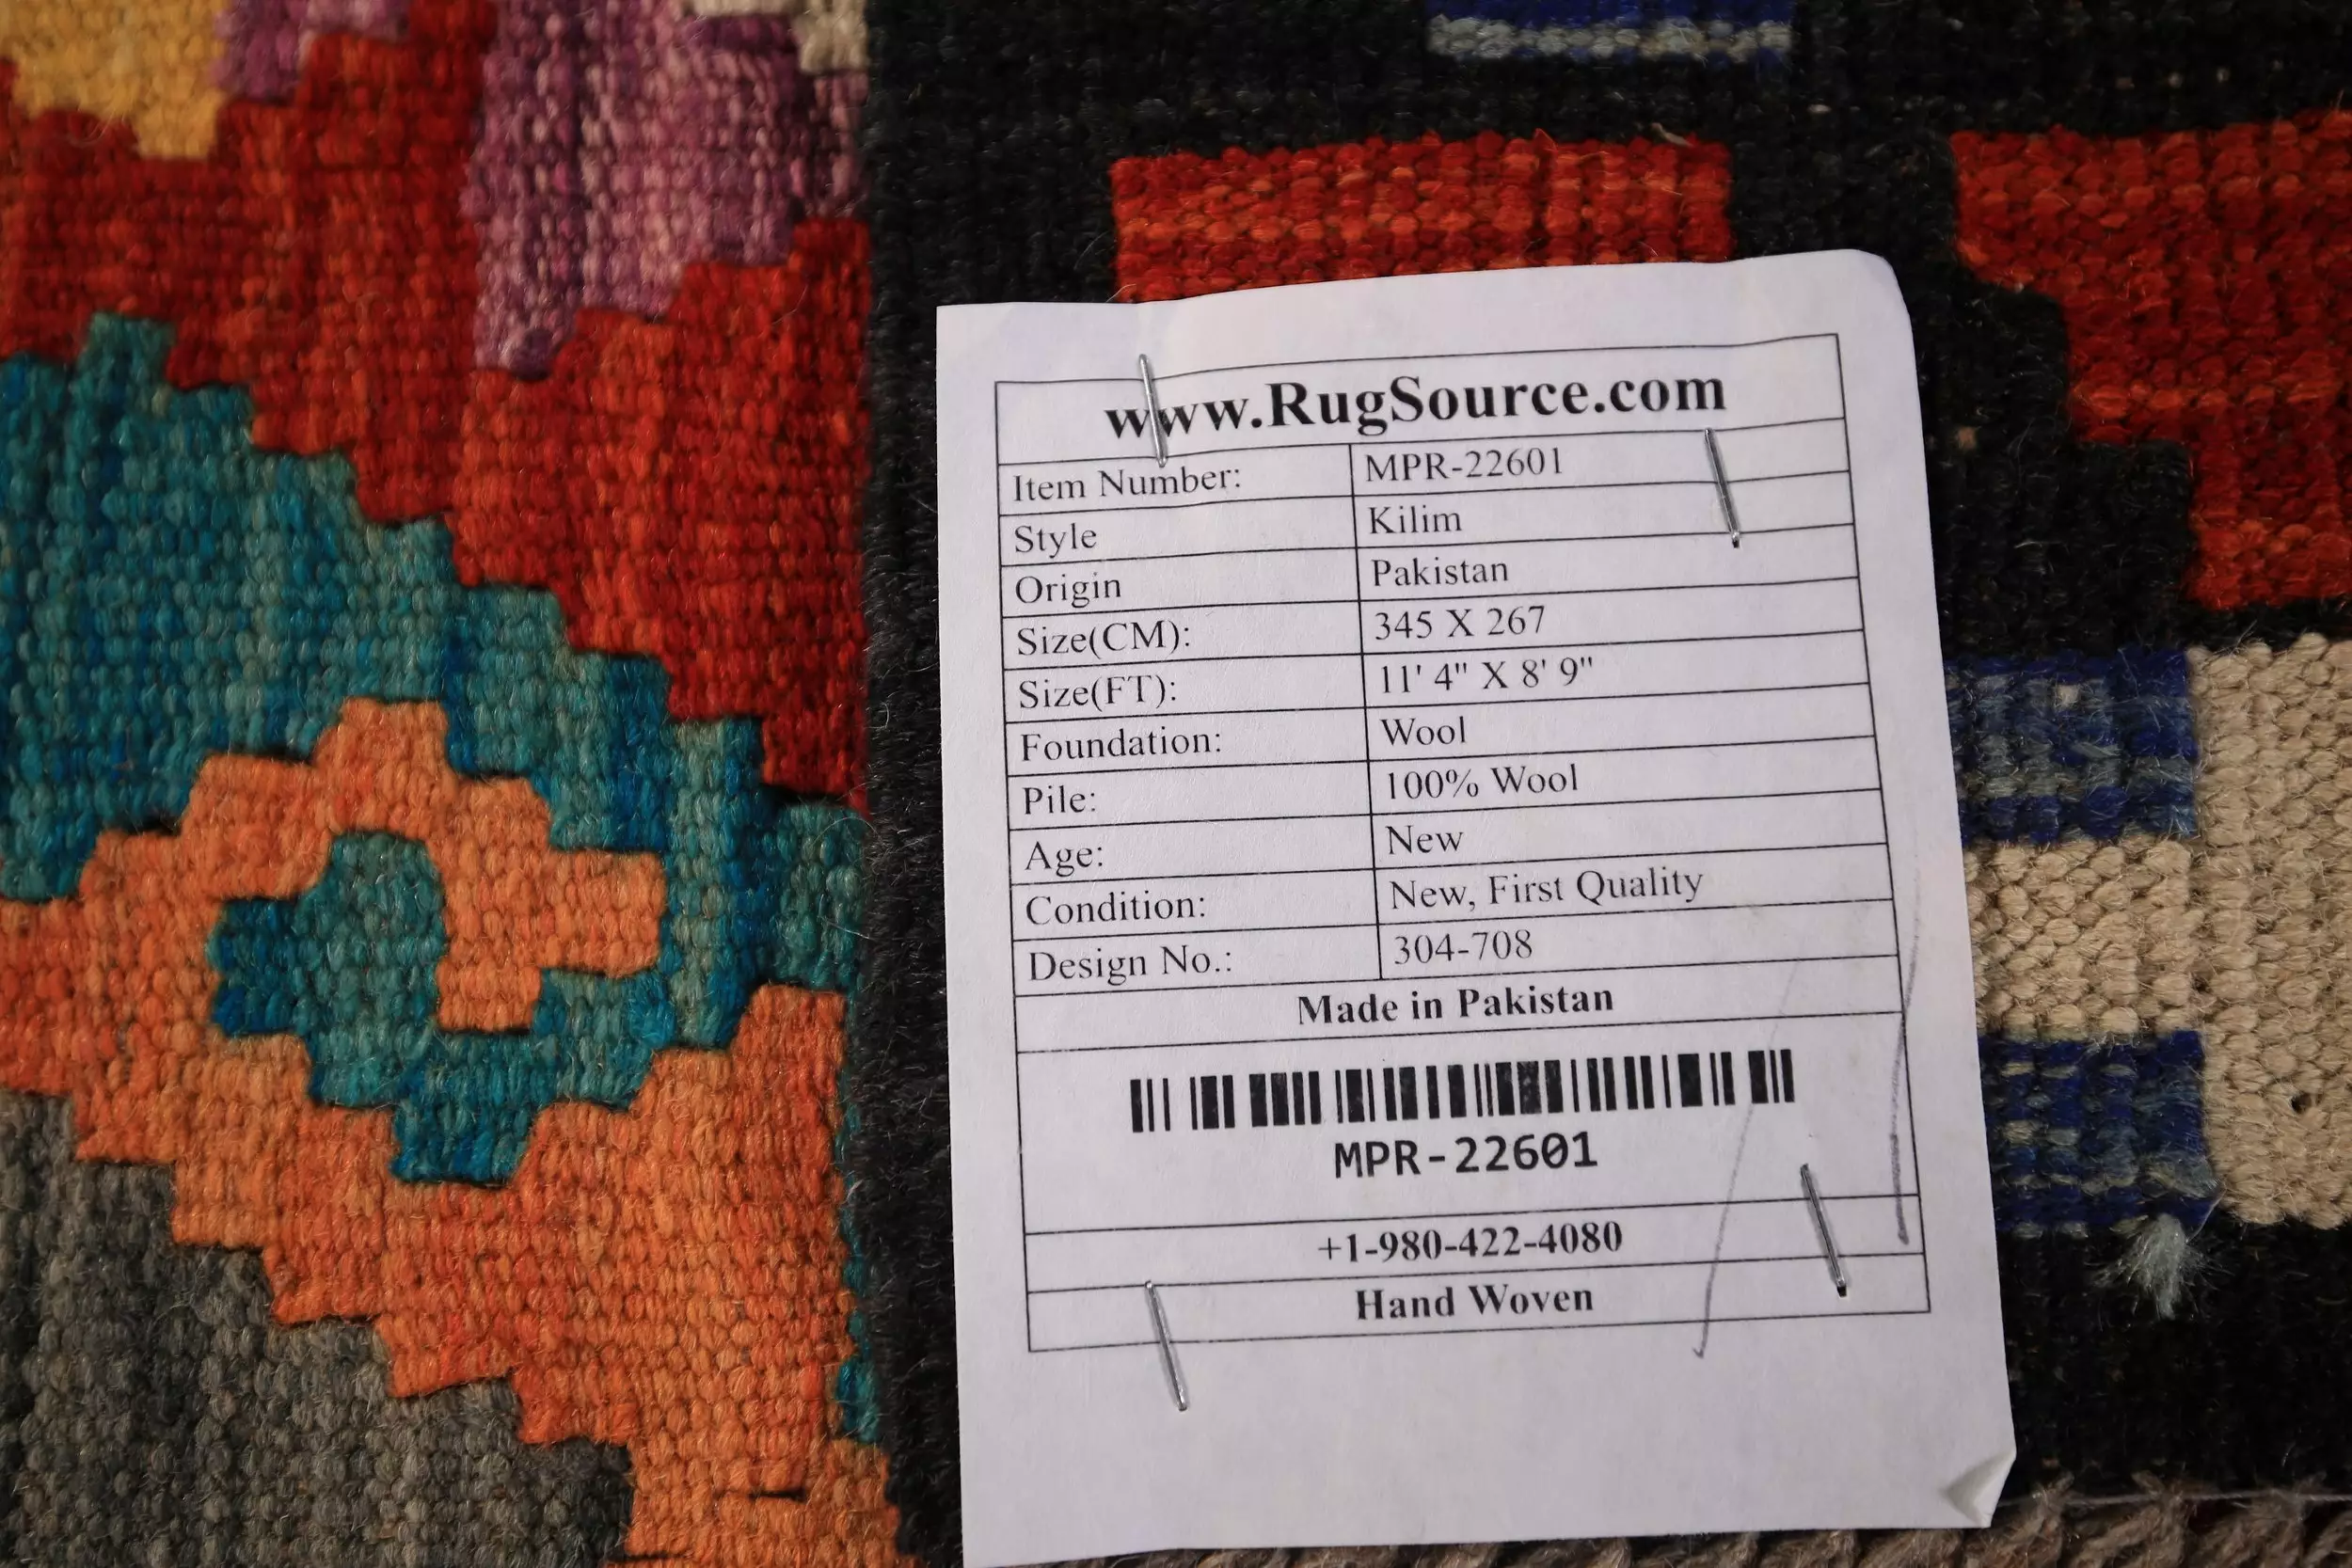 www.RugSource.com
Item Number: MPR-22601
Style Kilim
Origin Pakistan
Size(CM): 345 X 267
Size(FT): 11' 4" X 8' 9"
Foundation: Wool
Pile: 100% Wool
Age: New
Condition: New, First Quality
Design No.: 304-708
Made in Pakistan
MPR-22601
+1-980-422-4080
Hand Woven